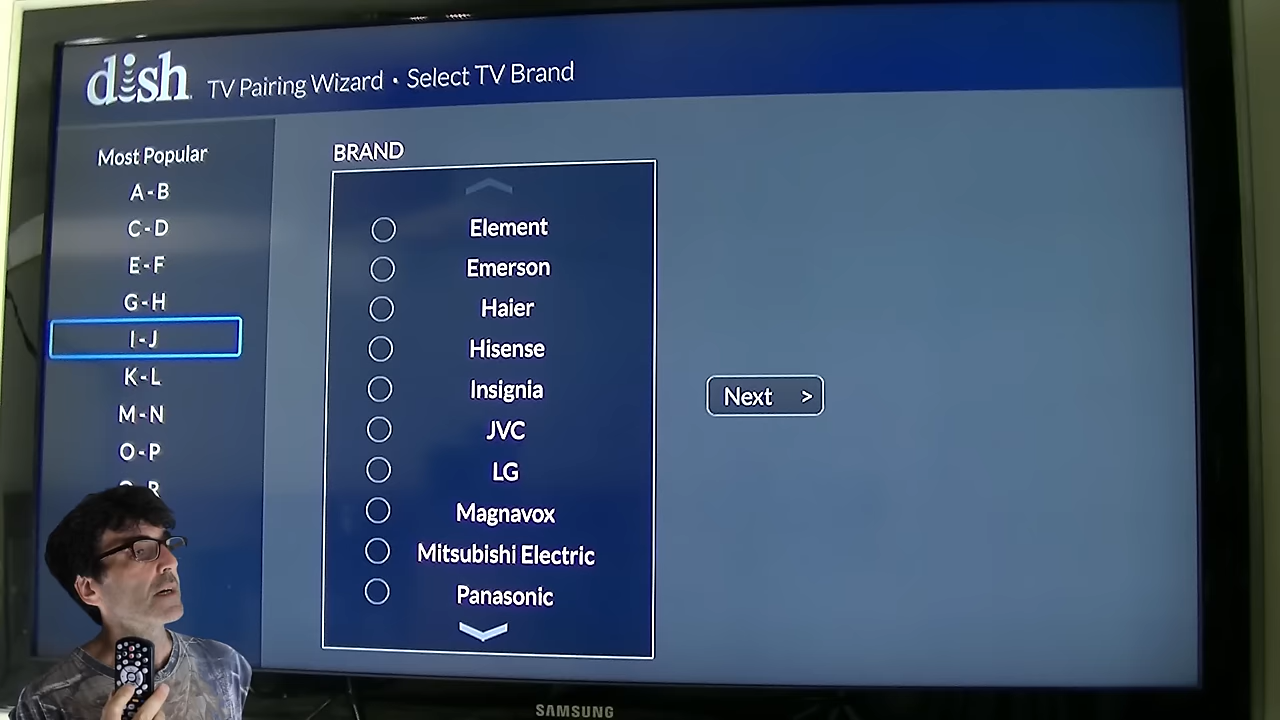 dish TV Pairing Wizard · Select TV Brand
Most Popular
A - B
C - D
E - F
G - H
I - J
K - L
M - N
O - P
BRAND
Element
Emerson
Haier
Hisense
Insignia
JVC
LG
Magnavox
Mitsubishi Electric
Panasonic
Next >
SAMSUNG